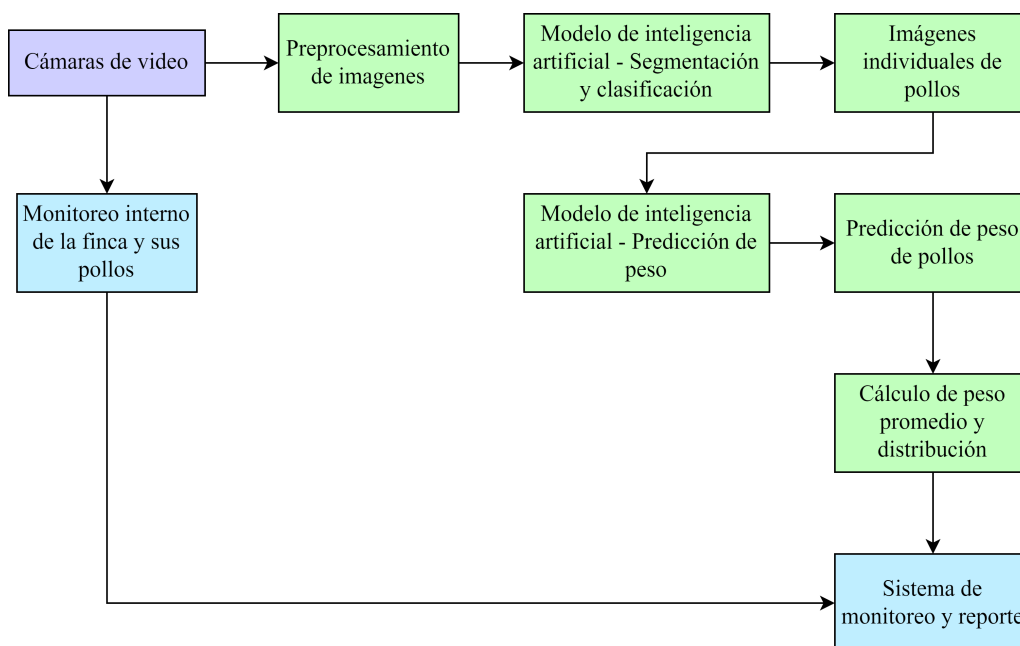 Cámaras de video
Preprocesamiento
de imagenes
Modelo de inteligencia
artificial - Segmentación
y clasificación
Imágenes
individuales de
pollos
Monitoreo interno
de la finca y sus
pollos
Modelo de inteligencia
artificial - Predicción de
peso
Predicción de peso
de pollos
Cálculo de peso
promedio y
distribución
Sistema de
monitoreo y reporte